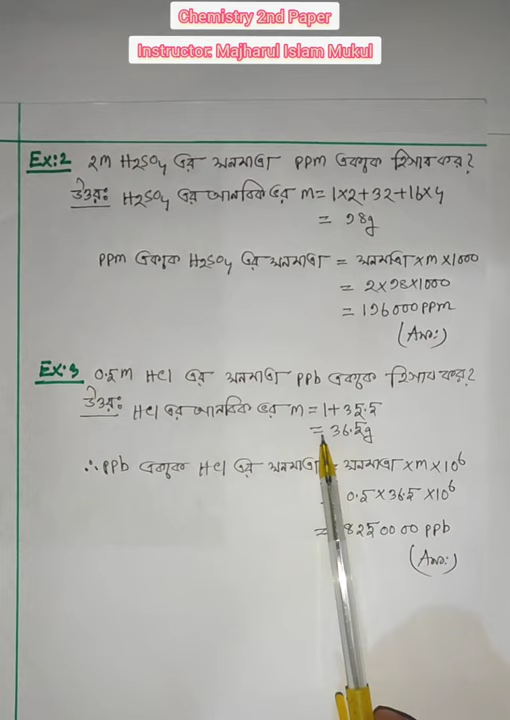 Chemistry 2nd Paper
Instructor: Majharul Islam Mukul
Ex:2 2M H2SO4 এর ঘনমাত্রা PPm এককে হিসাব কর?
উত্তরঃ H2SO4 এর আনবিক ভর M = 1×2+32+16×4
= 98g
PPm এককে H2SO4 এর ঘনমাত্রা = ঘনমাত্রা × M × 1000
= 2×98×1000
= 196000 PPm
(Ans:)
Ex:3 0.5M HCl এর ঘনমাত্রা PPb এককে হিসাব কর?
উত্তরঃ HCl এর আনবিক ভর M = 1+35.5
= 36.5g
∴ PPb এককে HCl এর ঘনমাত্রা = ঘনমাত্রা × M × 10⁶
0.5×36.5×10⁶
= 8250000 PPb
(Ans:)